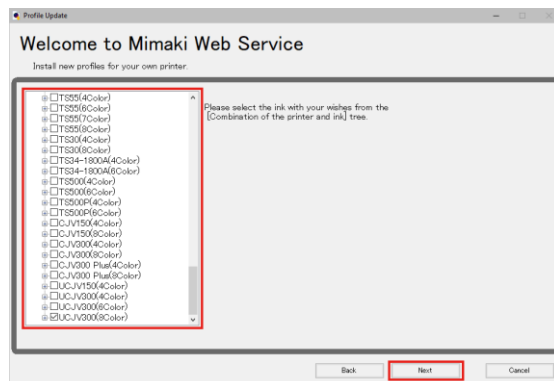 Profile Update
Welcome to Mimaki Web Service
Install new profiles for your own printer.
TS55(4Color)
TS55(6Color)
TS55(7Color)
TS55(8Color)
TS30(4Color)
TS30(8Color)
TS34-1800A(4Color)
TS34-1800A(6Color)
TS500(4Color)
TS500(6Color)
TS500P(4Color)
TS500P(6Color)
CJV150(4Color)
CJV150(8Color)
CJV300(4Color)
CJV300(8Color)
CJV300 Plus(4Color)
CJV300 Plus(8Color)
UCJV150(4Color)
UCJV300(4Color)
UCJV300(6Color)
UCJV300(8Color)
Please select the ink with your wishes from the
[Combination of the printer and ink] tree.
Back
Next
Cancel